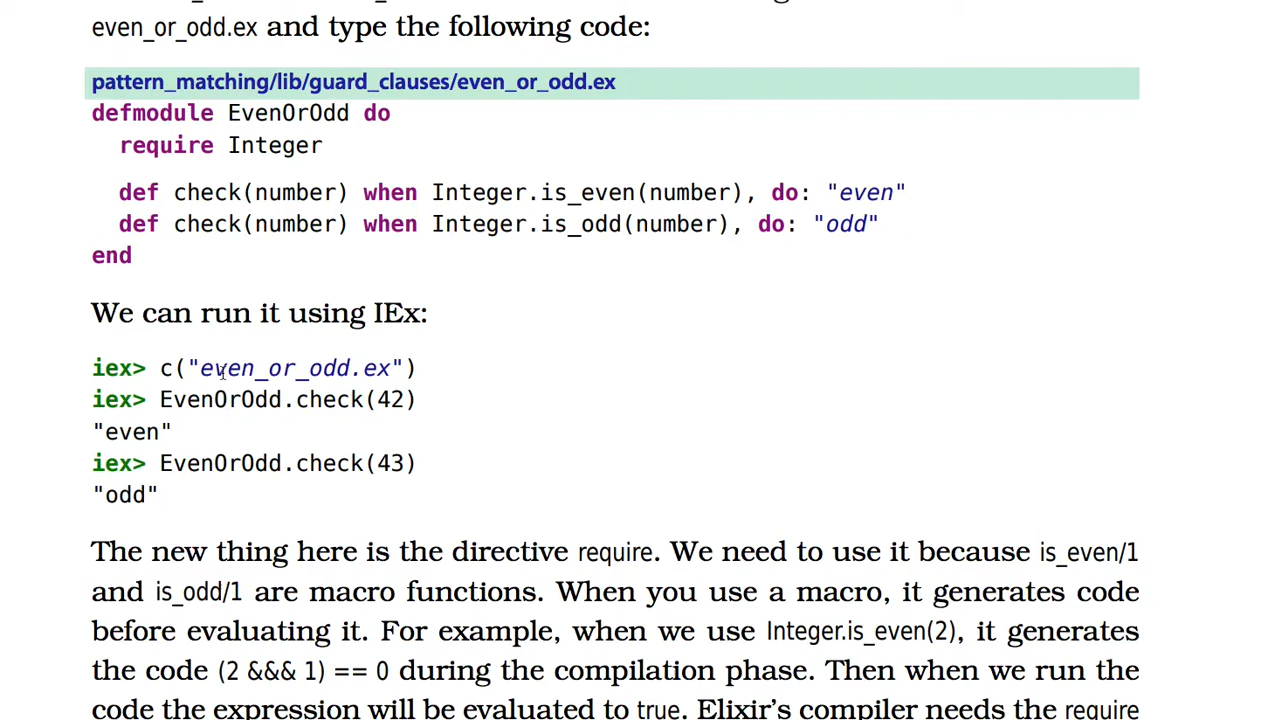 even_or_odd.ex and type the following code:
pattern_matching/lib/guard_clauses/even_or_odd.ex
defmodule EvenOrOdd do
  require Integer
  def check(number) when Integer.is_even(number), do: "even"
  def check(number) when Integer.is_odd(number), do: "odd"
end
We can run it using IEx:
iex> c("even_or_odd.ex")
iex> EvenOrOdd.check(42)
"even"
iex> EvenOrOdd.check(43)
"odd"
The new thing here is the directive require. We need to use it because is_even/1
and is_odd/1 are macro functions. When you use a macro, it generates code
before evaluating it. For example, when we use Integer.is_even(2), it generates
the code (2 &&& 1) == 0 during the compilation phase. Then when we run the
code the expression will be evaluated to true. Elixir's compiler needs the require